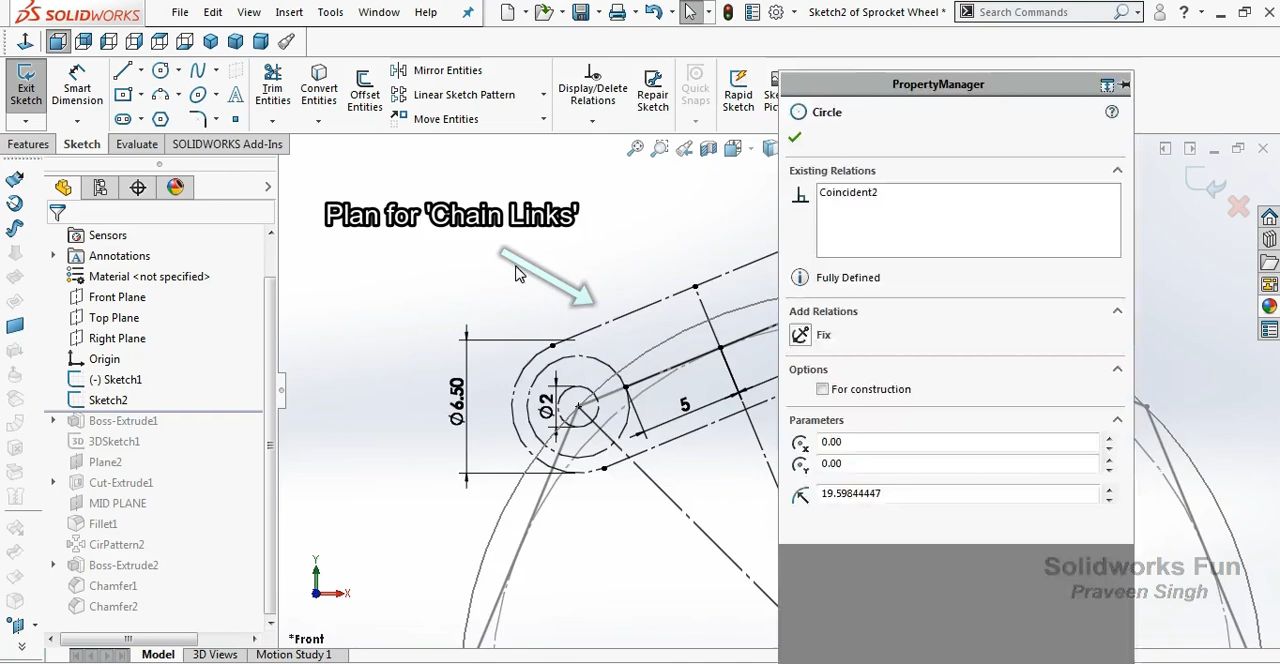 SOLIDWORKS File Edit View Insert Tools Window Help Sketch2 of Sprocket Wheel * Search Commands ?
Exit Sketch
Smart Dimension
Trim Entities
Convert Entities
Offset Entities
Mirror Entities
Linear Sketch Pattern
Move Entities
Display/Delete Relations
Repair Sketch
Quick Snaps
Rapid Sketch
Features Sketch Evaluate SOLIDWORKS Add-Ins
Sensors
Annotations
Material <not specified>
Front Plane
Top Plane
Right Plane
Origin
(-) Sketch1
Sketch2
Boss-Extrude1
3DSketch1
Plane2
Cut-Extrude1
MID PLANE
Fillet1
CirPattern2
Boss-Extrude2
Chamfer1
Chamfer2
Plan for 'Chain Links'
Ø6.50
Ø2
5
Y
X
*Front
PropertyManager
Circle
Existing Relations
Coincident2
Fully Defined
Add Relations
Fix
Options
For construction
Parameters
0.00
0.00
19.59844447
Solidworks Fun
Praveen Singh
Model 3D Views Motion Study 1